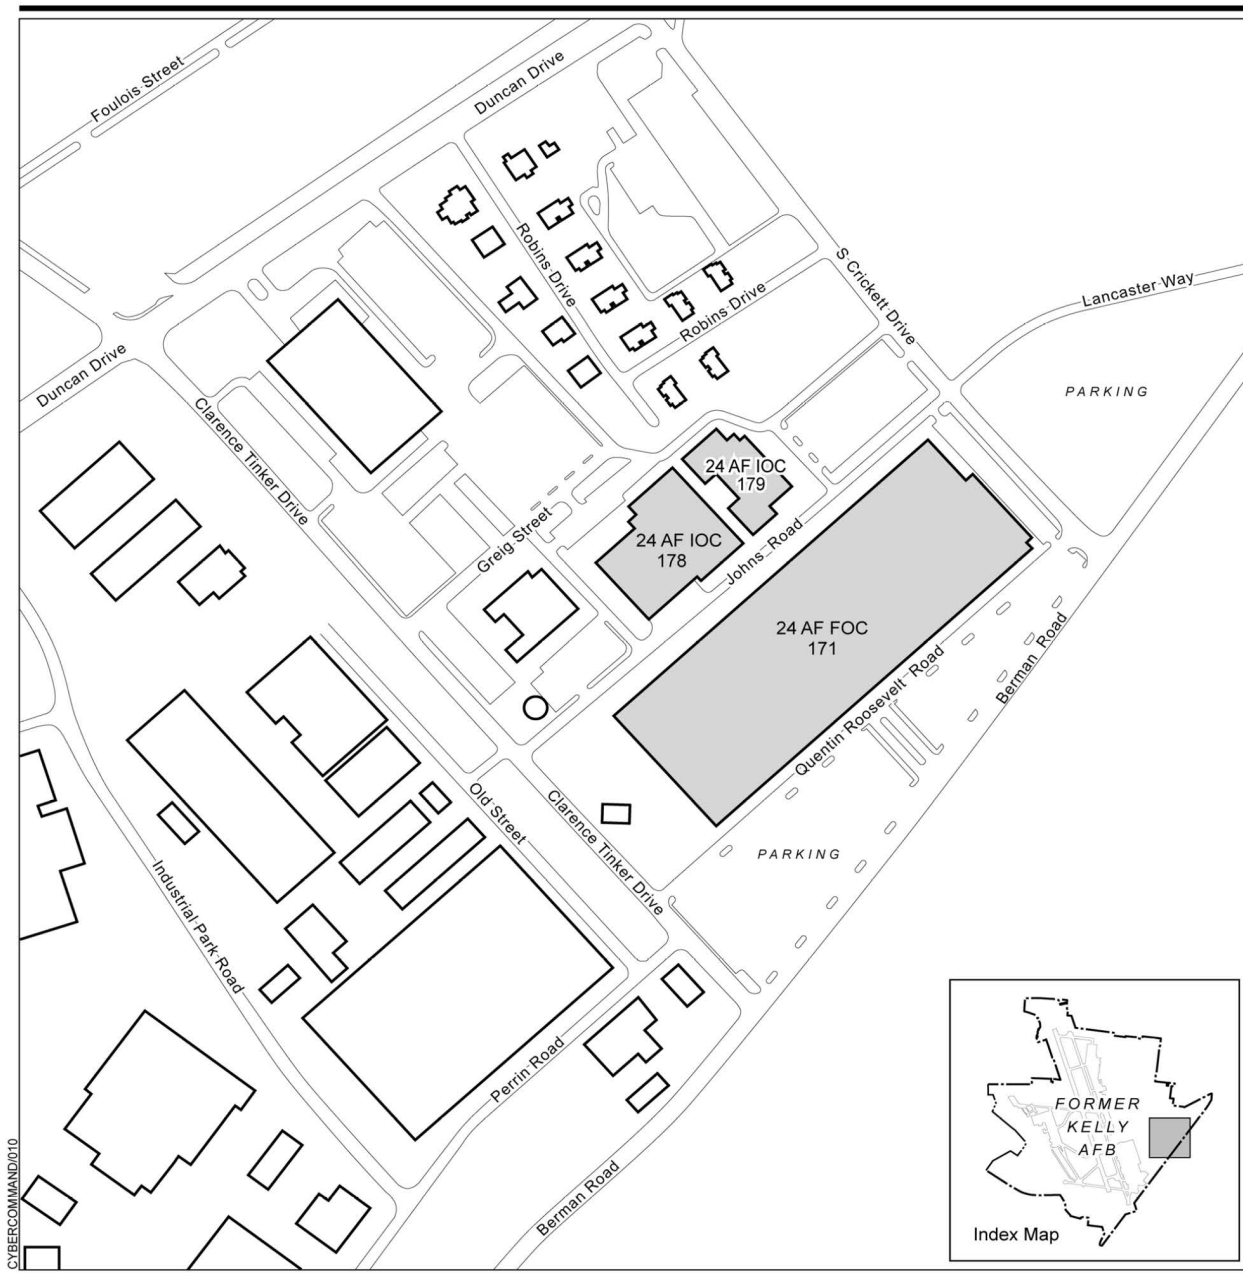 Foulois Street
Duncan Drive
Robins Drive
S Crickett Drive
Lancaster Way
Robins Drive
Duncan Drive
PARKING
Clarence Tinker Drive
24 AF IOC
179
Greig Street
24 AF IOC
178
Johns Road
24 AF FOC
171
Berman Road
Quentin Roosevelt Road
Old Street
Clarence Tinker Drive
PARKING
Industrial Park Road
Perrin Road
Berman Road
FORMER
KELLY
AFB
Index Map
CYBERCOMMAND/010